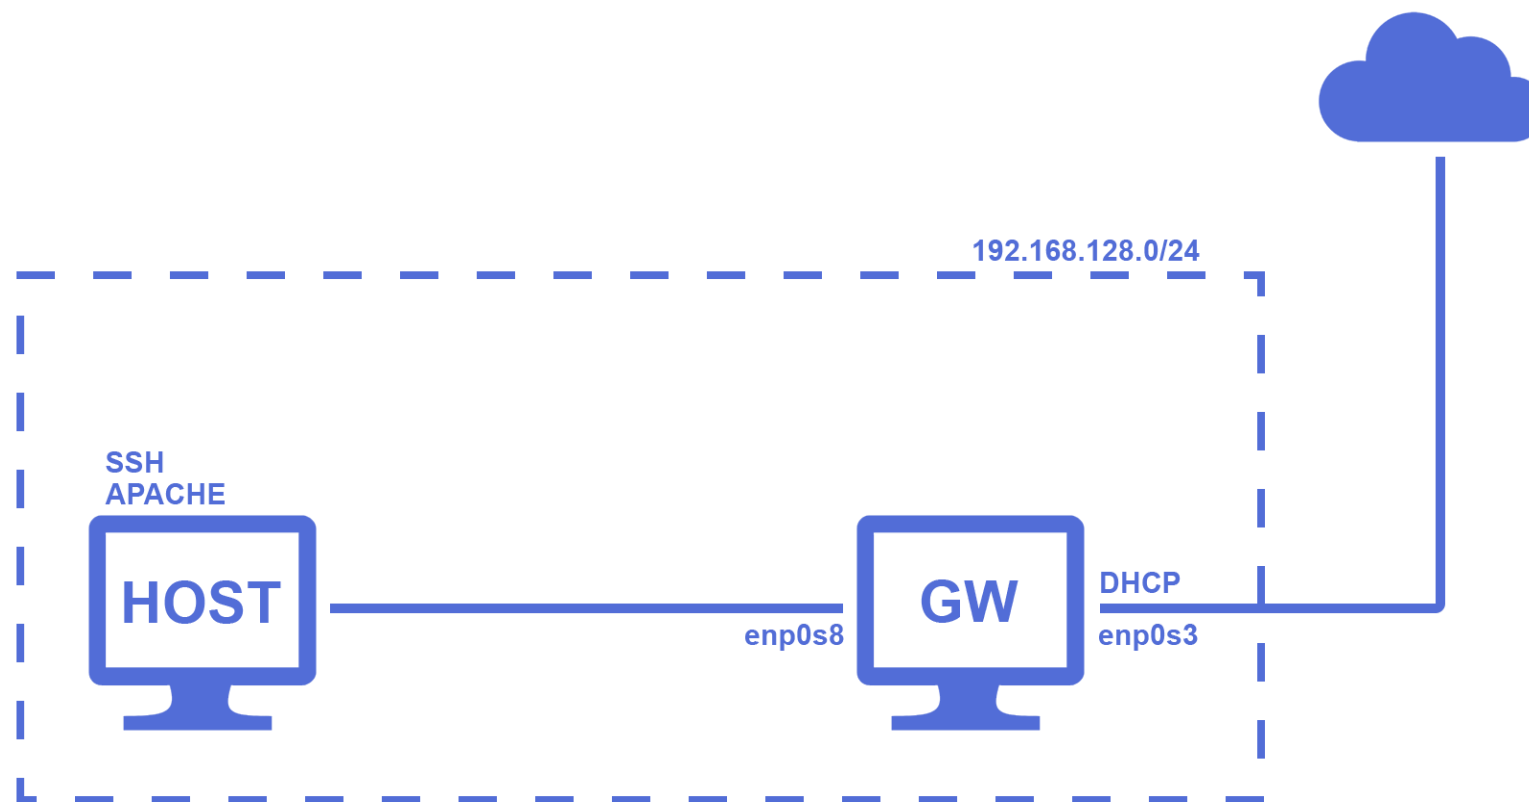 192.168.128.0/24
SSH
APACHE
HOST
enp0s8
GW
DHCP
enp0s3